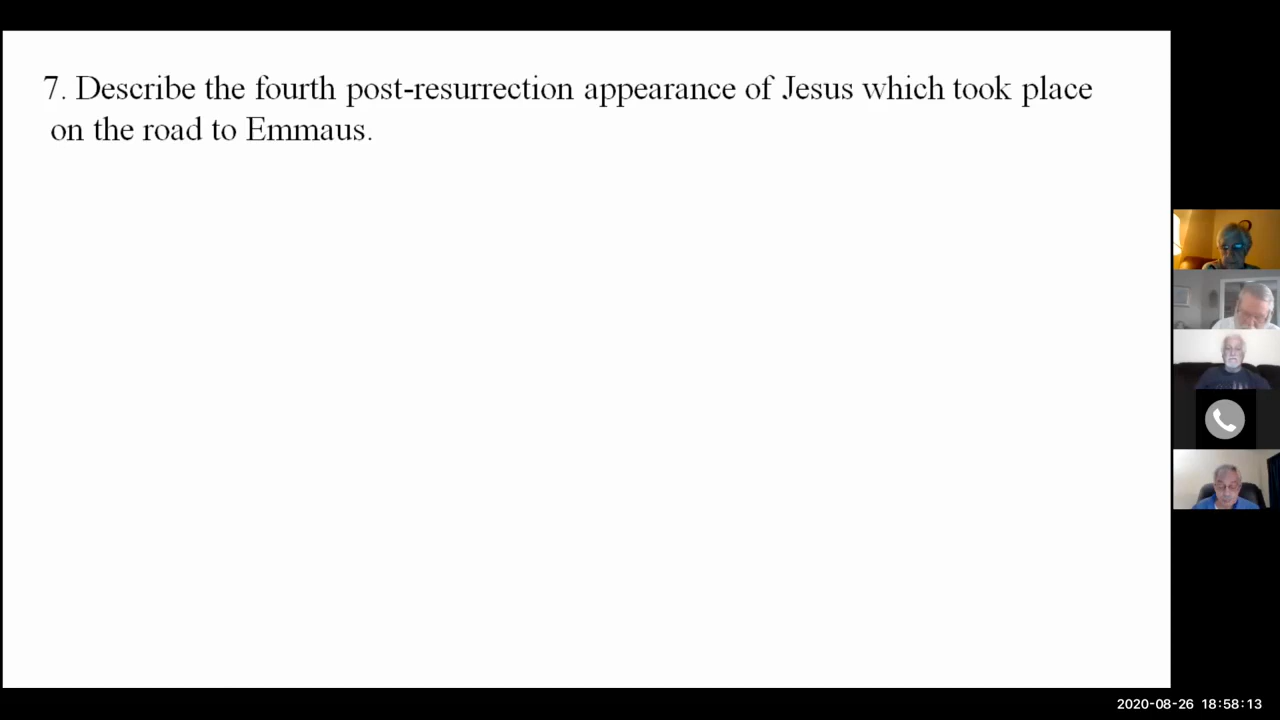 7. Describe the fourth post-resurrection appearance of Jesus which took place
on the road to Emmaus.
2020-08-26 18:58:13